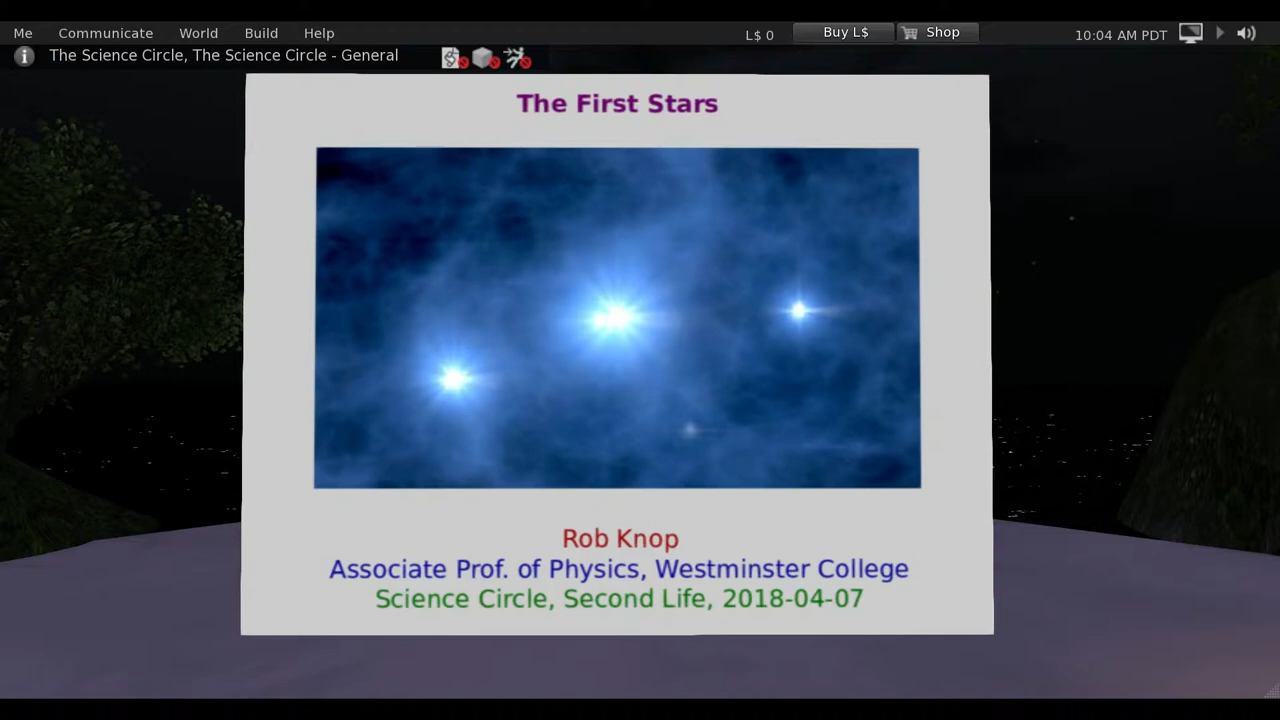 Me Communicate World Build Help L$ 0 Buy L$ Shop 10:04 AM PDT
The Science Circle, The Science Circle - General
The First Stars
Rob Knop
Associate Prof. of Physics, Westminster College
Science Circle, Second Life, 2018-04-07